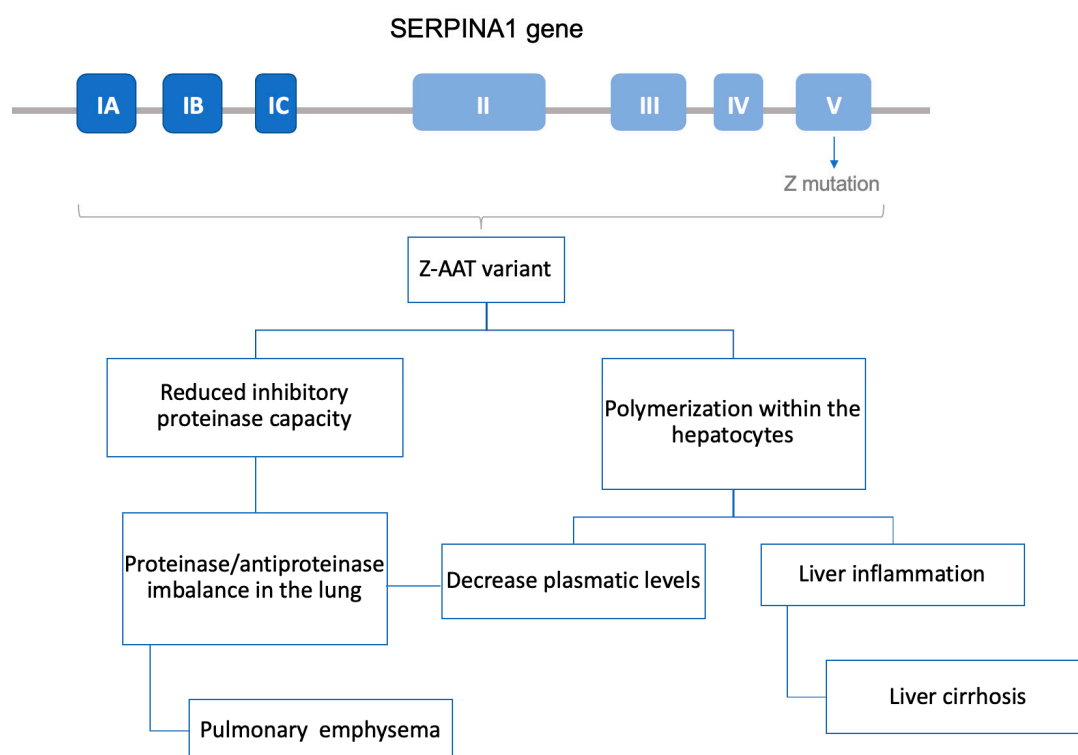 SERPINA1 gene
IA IB IC II III IV V
Z mutation
Z-AAT variant
Reduced inhibitory
proteinase capacity
Polymerization within the
hepatocytes
Proteinase/antiproteinase
imbalance in the lung
Decrease plasmatic levels
Liver inflammation
Liver cirrhosis
Pulmonary emphysema